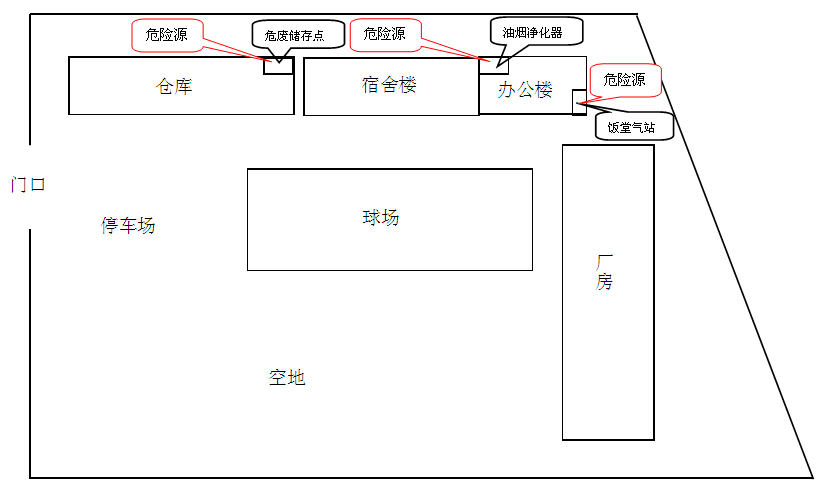 危险源
危废储存点
危险源
油烟净化器
仓库
宿舍楼
办公楼
危险源
饭堂气站
门口
停车场
球场
厂
房
空地